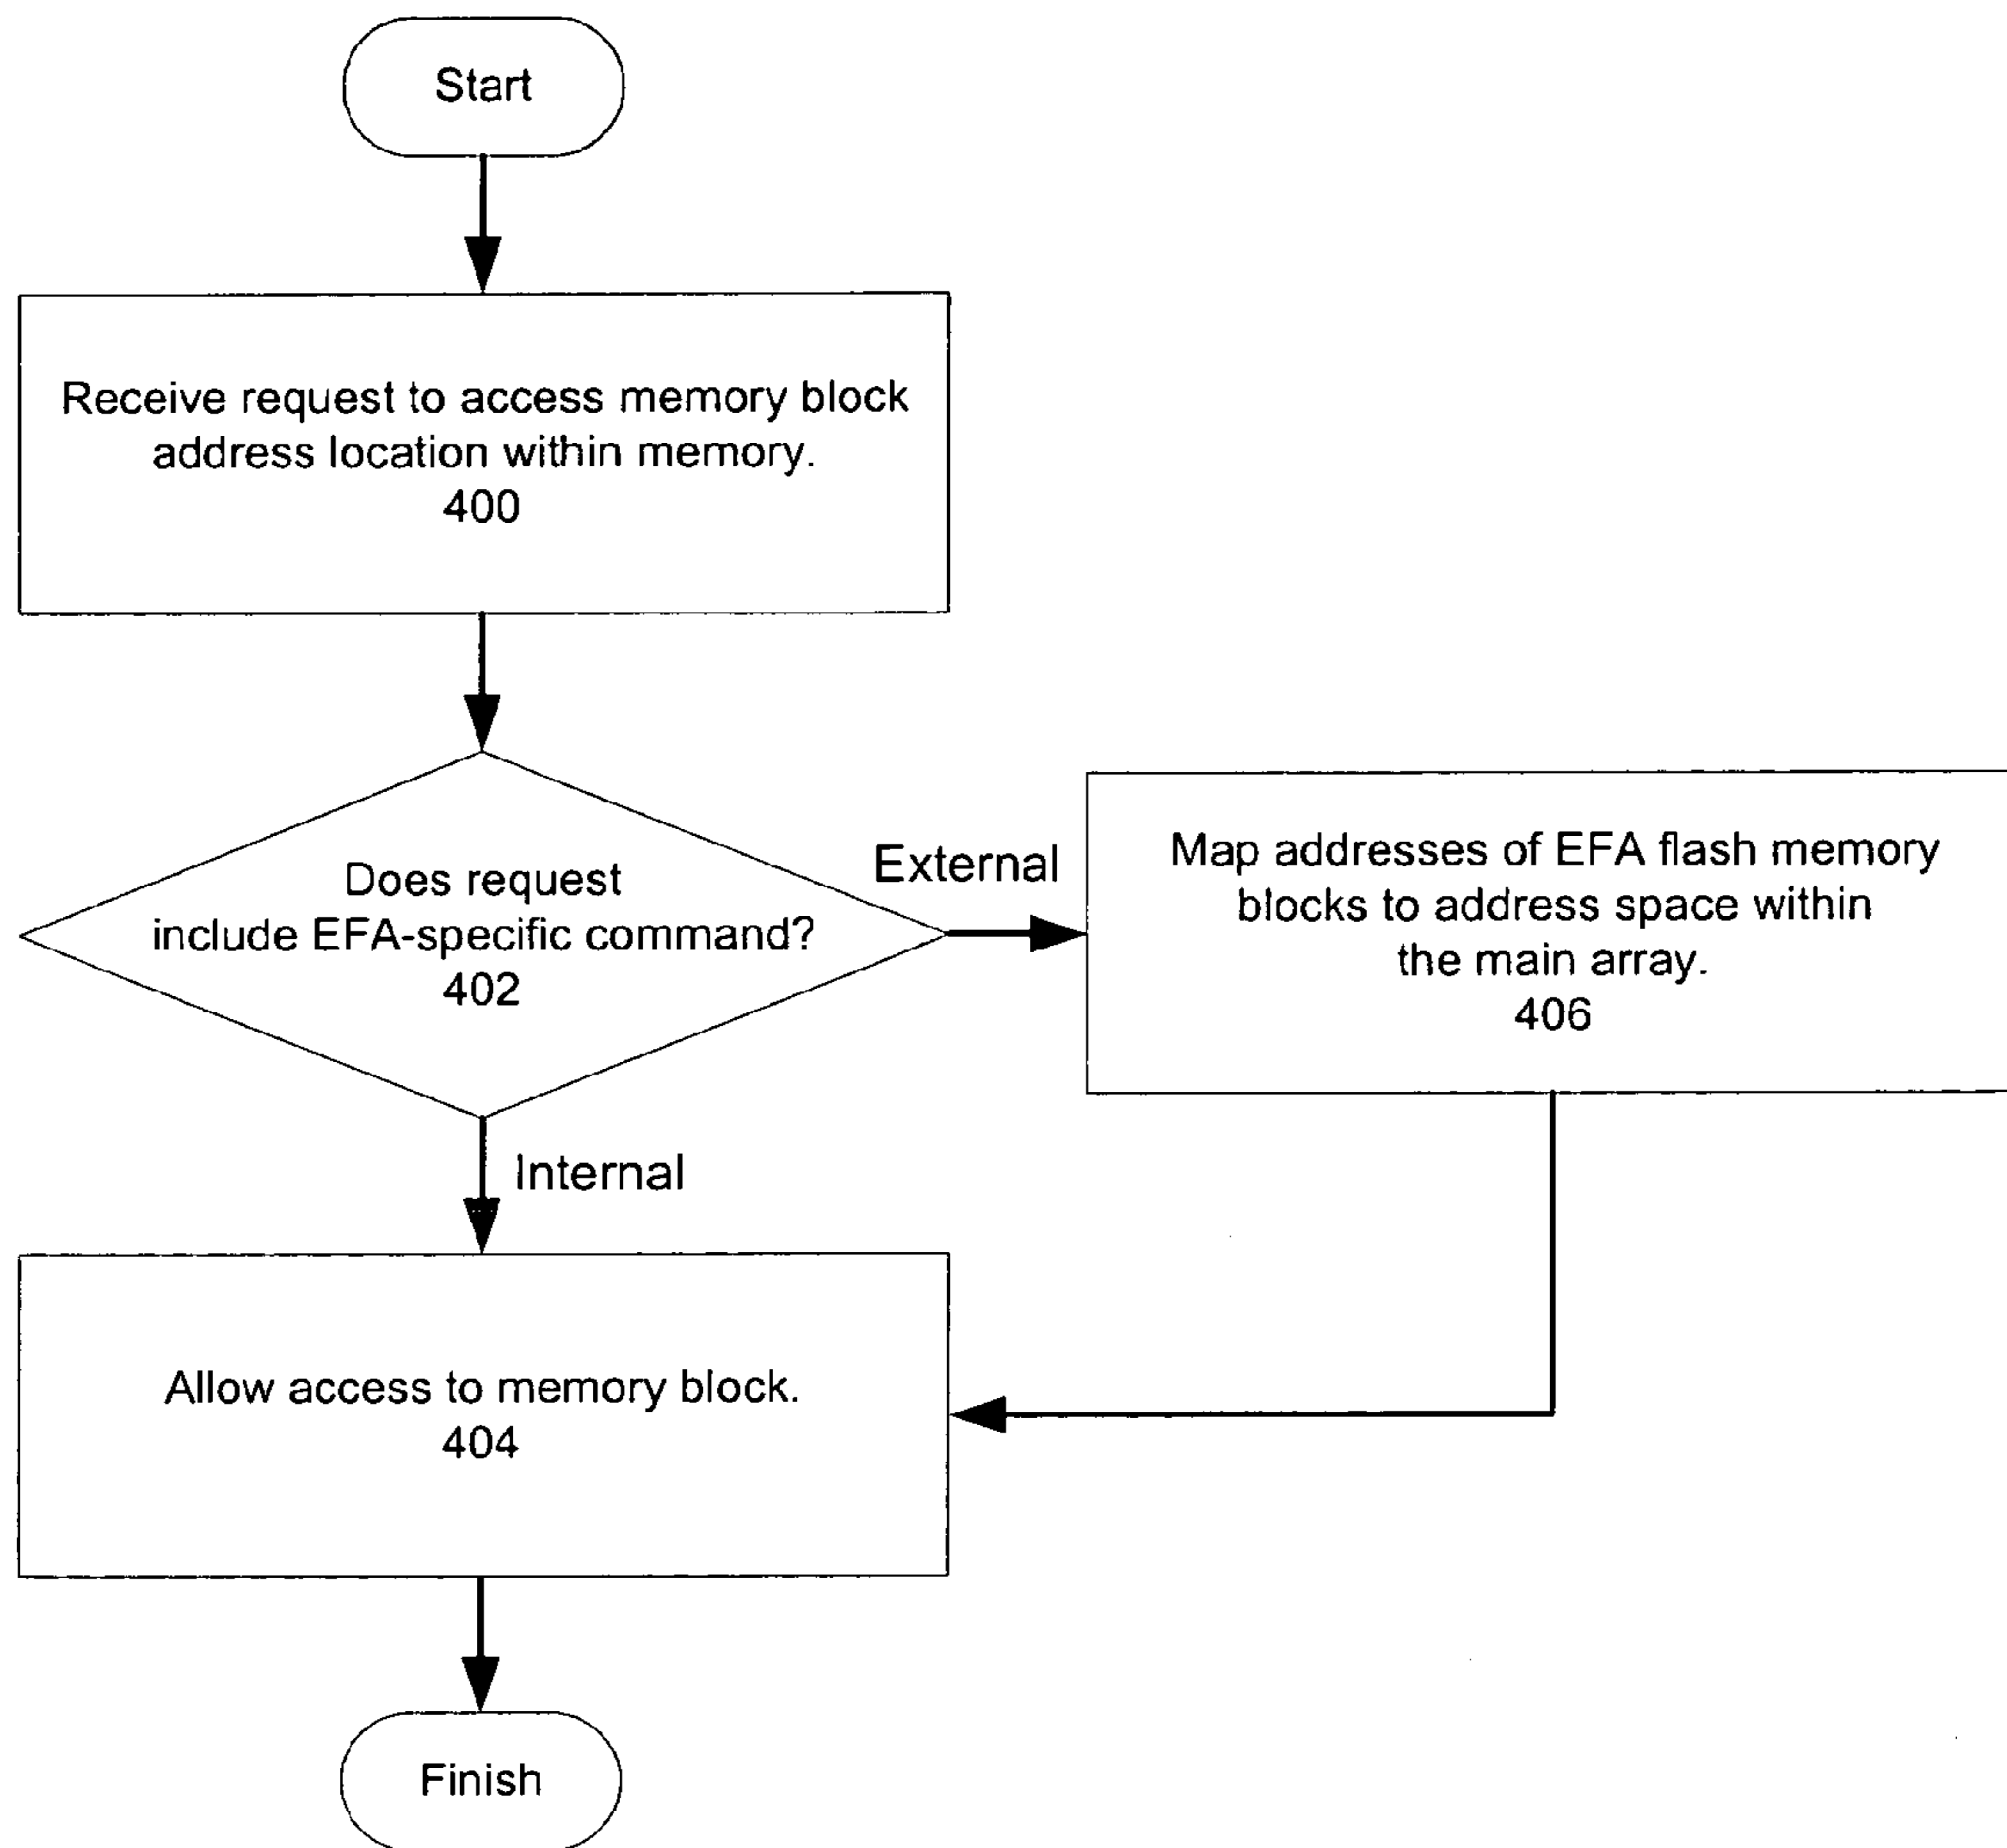 Start
Receive request to access memory block
address location within memory.
400
Does request
include EFA-specific command?
402
External
Map addresses of EFA flash memory
blocks to address space within
the main array.
406
Internal
Allow access to memory block.
404
Finish